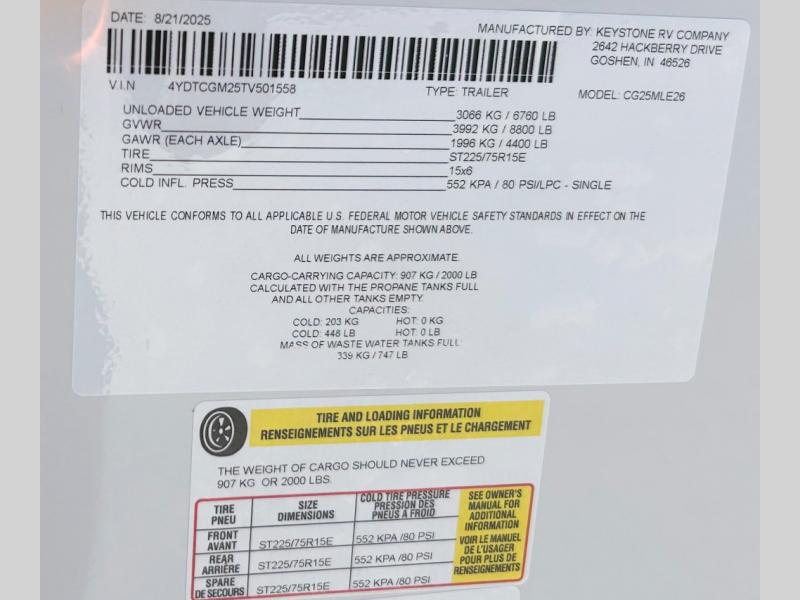 DATE: 8/21/2025
MANUFACTURED BY: KEYSTONE RV COMPANY
2642 HACKBERRY DRIVE
GOSHEN, IN 46526
V.I.N 4YDTCGM25TV501558 TYPE: TRAILER MODEL: CG25MLE26
UNLOADED VEHICLE WEIGHT 3066 KG / 6760 LB
GVWR 3992 KG / 8800 LB
GAWR (EACH AXLE) 1996 KG / 4400 LB
TIRE ST225/75R15E
RIMS 15x6
COLD INFL. PRESS 552 KPA / 80 PSI/LPC - SINGLE
THIS VEHICLE CONFORMS TO ALL APPLICABLE U.S. FEDERAL MOTOR VEHICLE SAFETY STANDARDS IN EFFECT ON THE
DATE OF MANUFACTURE SHOWN ABOVE.
ALL WEIGHTS ARE APPROXIMATE.
CARGO-CARRYING CAPACITY: 907 KG / 2000 LB
CALCULATED WITH THE PROPANE TANKS FULL
AND ALL OTHER TANKS EMPTY.
CAPACITIES:
COLD: 203 KG HOT: 0 KG
COLD: 448 LB HOT: 0 LB
MASS OF WASTE WATER TANKS FULL:
339 KG / 747 LB
TIRE AND LOADING INFORMATION
RENSEIGNEMENTS SUR LES PNEUS ET LE CHARGEMENT
THE WEIGHT OF CARGO SHOULD NEVER EXCEED
907 KG OR 2000 LBS.
TIRE
PNEU
SIZE
DIMENSIONS
COLD TIRE PRESSURE
PRESSION DES
PNEUS A FROID
FRONT
AVANT
ST225/75R15E
552 KPA /80 PSI
REAR
ARRIÈRE
ST225/75R15E
552 KPA /80 PSI
SPARE
DE SECOURS
ST225/75R15E
552 KPA /80 PSI
SEE OWNER'S
MANUAL FOR
ADDITIONAL
INFORMATION
VOIR LE MANUEL
DE L'USAGER
POUR PLUS DE
RENSEIGNEMENTS